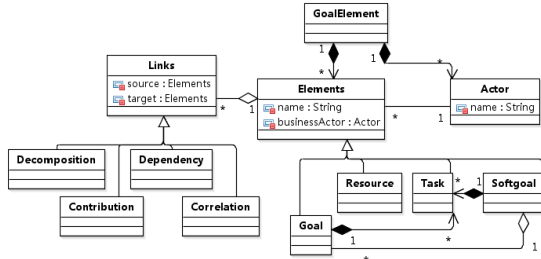 GoalElement
1
1
*
*
Links
source : Elements
target : Elements
*
1
Elements
name : String
businessActor : Actor
*
1
Actor
name : String
Decomposition
Dependency
Contribution
Correlation
Resource
Task
*
1
Softgoal
Goal
1
*
*
1